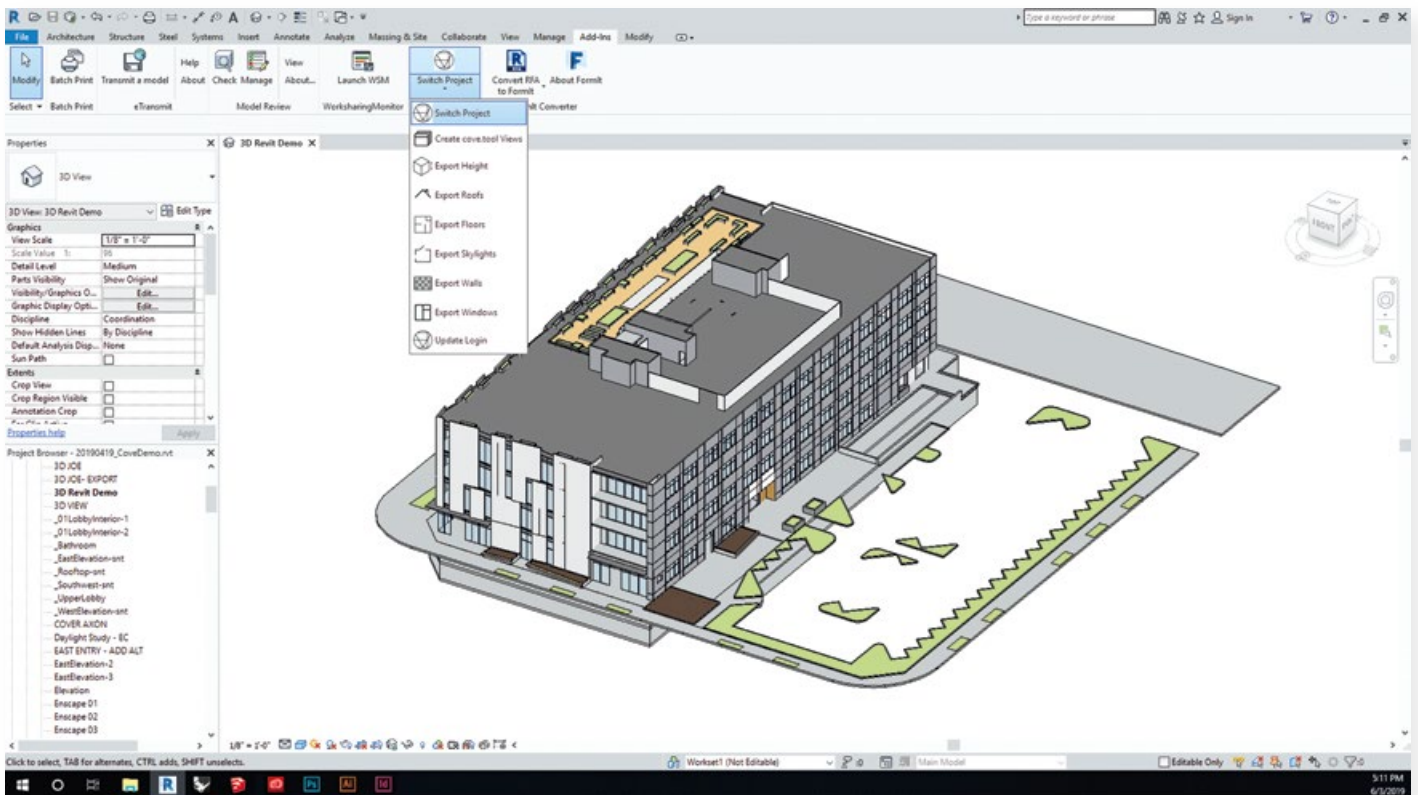 Type a keyword or phrase
Sign In
File Architecture Structure Steel Systems Insert Annotate Analyze Massing & Site Collaborate View Manage Add-Ins Modify
Modify Batch Print Transmit a model Help About Check Manage View About... Launch WSM Switch Project Convert RFA to FormIt About FormIt
Select Batch Print eTransmit Model Review WorksharingMonitor Converter
Switch Project
Create cove.tool Views
Export Height
Export Roofs
Export Floors
Export Skylights
Export Walls
Export Windows
Update Login
Properties
3D Revit Demo
3D View
3D View: 3D Revit Demo Edit Type
Graphics
View Scale 1/8" = 1'-0"
Scale Value 1: 96
Detail Level Medium
Parts Visibility Show Original
Visibility/Graphics O... Edit...
Graphic Display Opti... Edit...
Discipline Coordination
Show Hidden Lines By Discipline
Default Analysis Disp... None
Sun Path
Extents
Crop View
Crop Region Visible
Annotation Crop
Properties help Apply
Project Browser - 20190419_CoveDemo.rvt
3D JOE
3D JOE- EXPORT
3D Revit Demo
3D VIEW
_01LobbyInterior-1
_01LobbyInterior-2
_Bathroom
_EastElevation-snt
_Rooftop-snt
_Southwest-snt
_UpperLobby
_WestElevation-snt
COVER AXON
Daylight Study - EC
EAST ENTRY - ADD ALT
EastElevation-2
EastElevation-3
Elevation
Enscape 01
Enscape 02
Enscape 03
TOP
FRONT
1/8" = 1'-0"
Click to select, TAB for alternates, CTRL adds, SHIFT unselects.
Workset1 (Not Editable)
:0
Main Model
Editable Only
:0
R Ps Ai Id
5:11 PM
6/3/2019